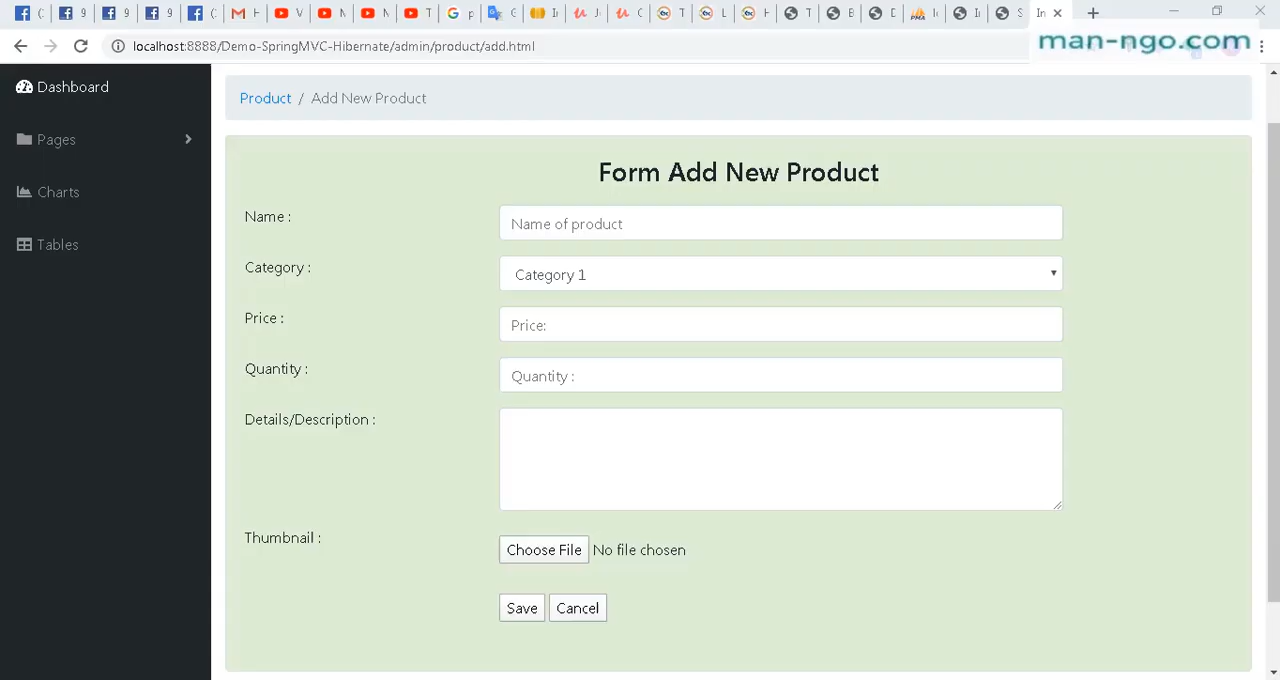 localhost:8888/Demo-SpringMVC-Hibernate/admin/product/add.html
man-ngo.com
Dashboard
Pages
Charts
Tables
Product / Add New Product
Form Add New Product
Name :
Name of product
Category :
Category 1
Price :
Price:
Quantity :
Quantity :
Details/Description :
Thumbnail :
Choose File No file chosen
Save Cancel